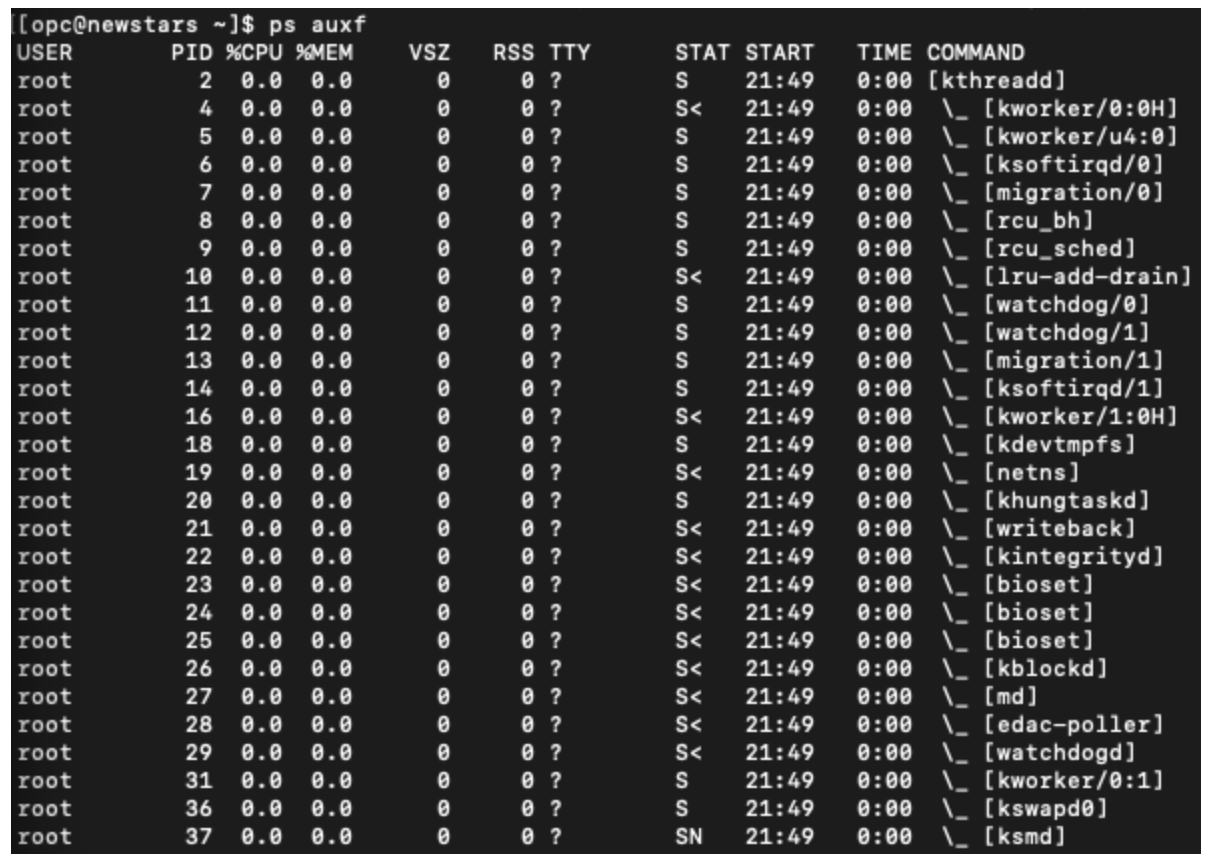 [[opc@newstars ~]$ ps auxf
USER       PID %CPU %MEM    VSZ   RSS TTY      STAT START   TIME COMMAND
root         2  0.0  0.0      0     0 ?        S    21:49   0:00 [kthreadd]
root         4  0.0  0.0      0     0 ?        S<   21:49   0:00  \_ [kworker/0:0H]
root         5  0.0  0.0      0     0 ?        S    21:49   0:00  \_ [kworker/u4:0]
root         6  0.0  0.0      0     0 ?        S    21:49   0:00  \_ [ksoftirqd/0]
root         7  0.0  0.0      0     0 ?        S    21:49   0:00  \_ [migration/0]
root         8  0.0  0.0      0     0 ?        S    21:49   0:00  \_ [rcu_bh]
root         9  0.0  0.0      0     0 ?        S    21:49   0:00  \_ [rcu_sched]
root        10  0.0  0.0      0     0 ?        S<   21:49   0:00  \_ [lru-add-drain]
root        11  0.0  0.0      0     0 ?        S    21:49   0:00  \_ [watchdog/0]
root        12  0.0  0.0      0     0 ?        S    21:49   0:00  \_ [watchdog/1]
root        13  0.0  0.0      0     0 ?        S    21:49   0:00  \_ [migration/1]
root        14  0.0  0.0      0     0 ?        S    21:49   0:00  \_ [ksoftirqd/1]
root        16  0.0  0.0      0     0 ?        S<   21:49   0:00  \_ [kworker/1:0H]
root        18  0.0  0.0      0     0 ?        S    21:49   0:00  \_ [kdevtmpfs]
root        19  0.0  0.0      0     0 ?        S<   21:49   0:00  \_ [netns]
root        20  0.0  0.0      0     0 ?        S    21:49   0:00  \_ [khungtaskd]
root        21  0.0  0.0      0     0 ?        S<   21:49   0:00  \_ [writeback]
root        22  0.0  0.0      0     0 ?        S<   21:49   0:00  \_ [kintegrityd]
root        23  0.0  0.0      0     0 ?        S<   21:49   0:00  \_ [bioset]
root        24  0.0  0.0      0     0 ?        S<   21:49   0:00  \_ [bioset]
root        25  0.0  0.0      0     0 ?        S<   21:49   0:00  \_ [bioset]
root        26  0.0  0.0      0     0 ?        S<   21:49   0:00  \_ [kblockd]
root        27  0.0  0.0      0     0 ?        S<   21:49   0:00  \_ [md]
root        28  0.0  0.0      0     0 ?        S<   21:49   0:00  \_ [edac-poller]
root        29  0.0  0.0      0     0 ?        S<   21:49   0:00  \_ [watchdogd]
root        31  0.0  0.0      0     0 ?        S    21:49   0:00  \_ [kworker/0:1]
root        36  0.0  0.0      0     0 ?        S    21:49   0:00  \_ [kswapd0]
root        37  0.0  0.0      0     0 ?        SN   21:49   0:00  \_ [ksmd]